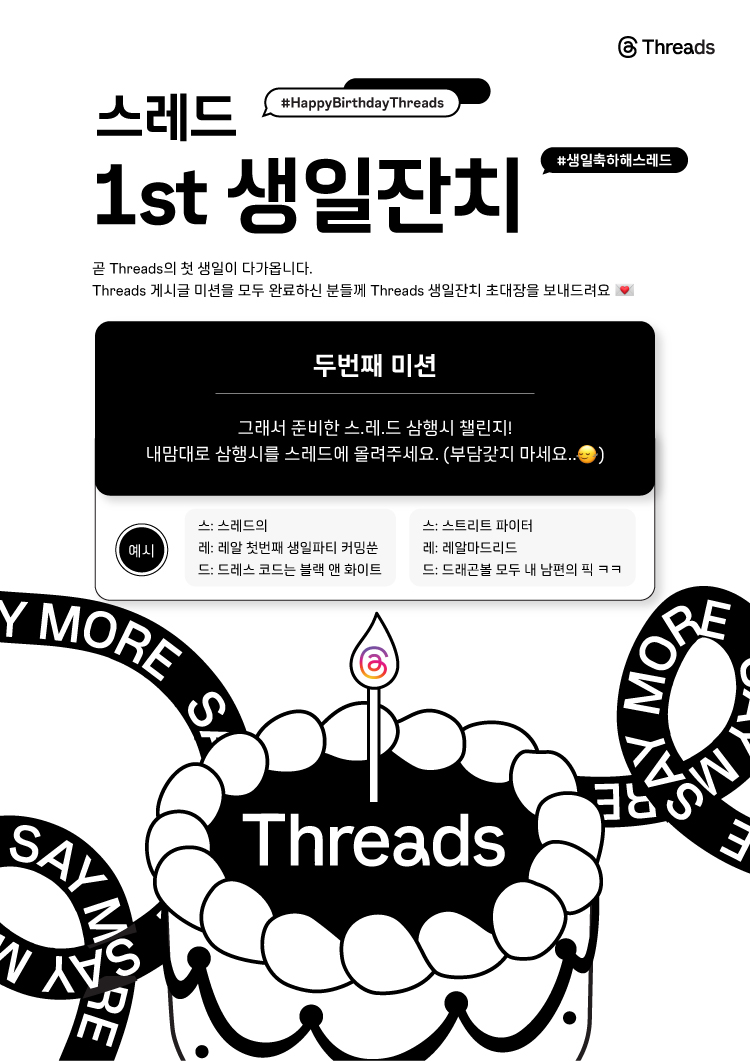 Threads
#HappyBirthdayThreads
스레드
#생일축하해스레드
1st 생일잔치
곧 Threads의 첫 생일이 다가옵니다.
Threads 게시글 미션을 모두 완료하신 분들께 Threads 생일잔치 초대장을 보내드려요 💌
두번째 미션
그래서 준비한 스.레.드 삼행시 챌린지!
내맘대로 삼행시를 스레드에 올려주세요. (부담갖지 마세요..😌)
예시
스: 스레드의
레: 레알 첫번째 생일파티 커밍쑨
드: 드레스 코드는 블랙 앤 화이트
스: 스트리트 파이터
레: 레알마드리드
드: 드래곤볼 모두 내 남편의 픽 ㅋㅋ
Y MORE SA
SAY MORE
SAY M
RE
E
Threads
SAY M
SAY M
RE